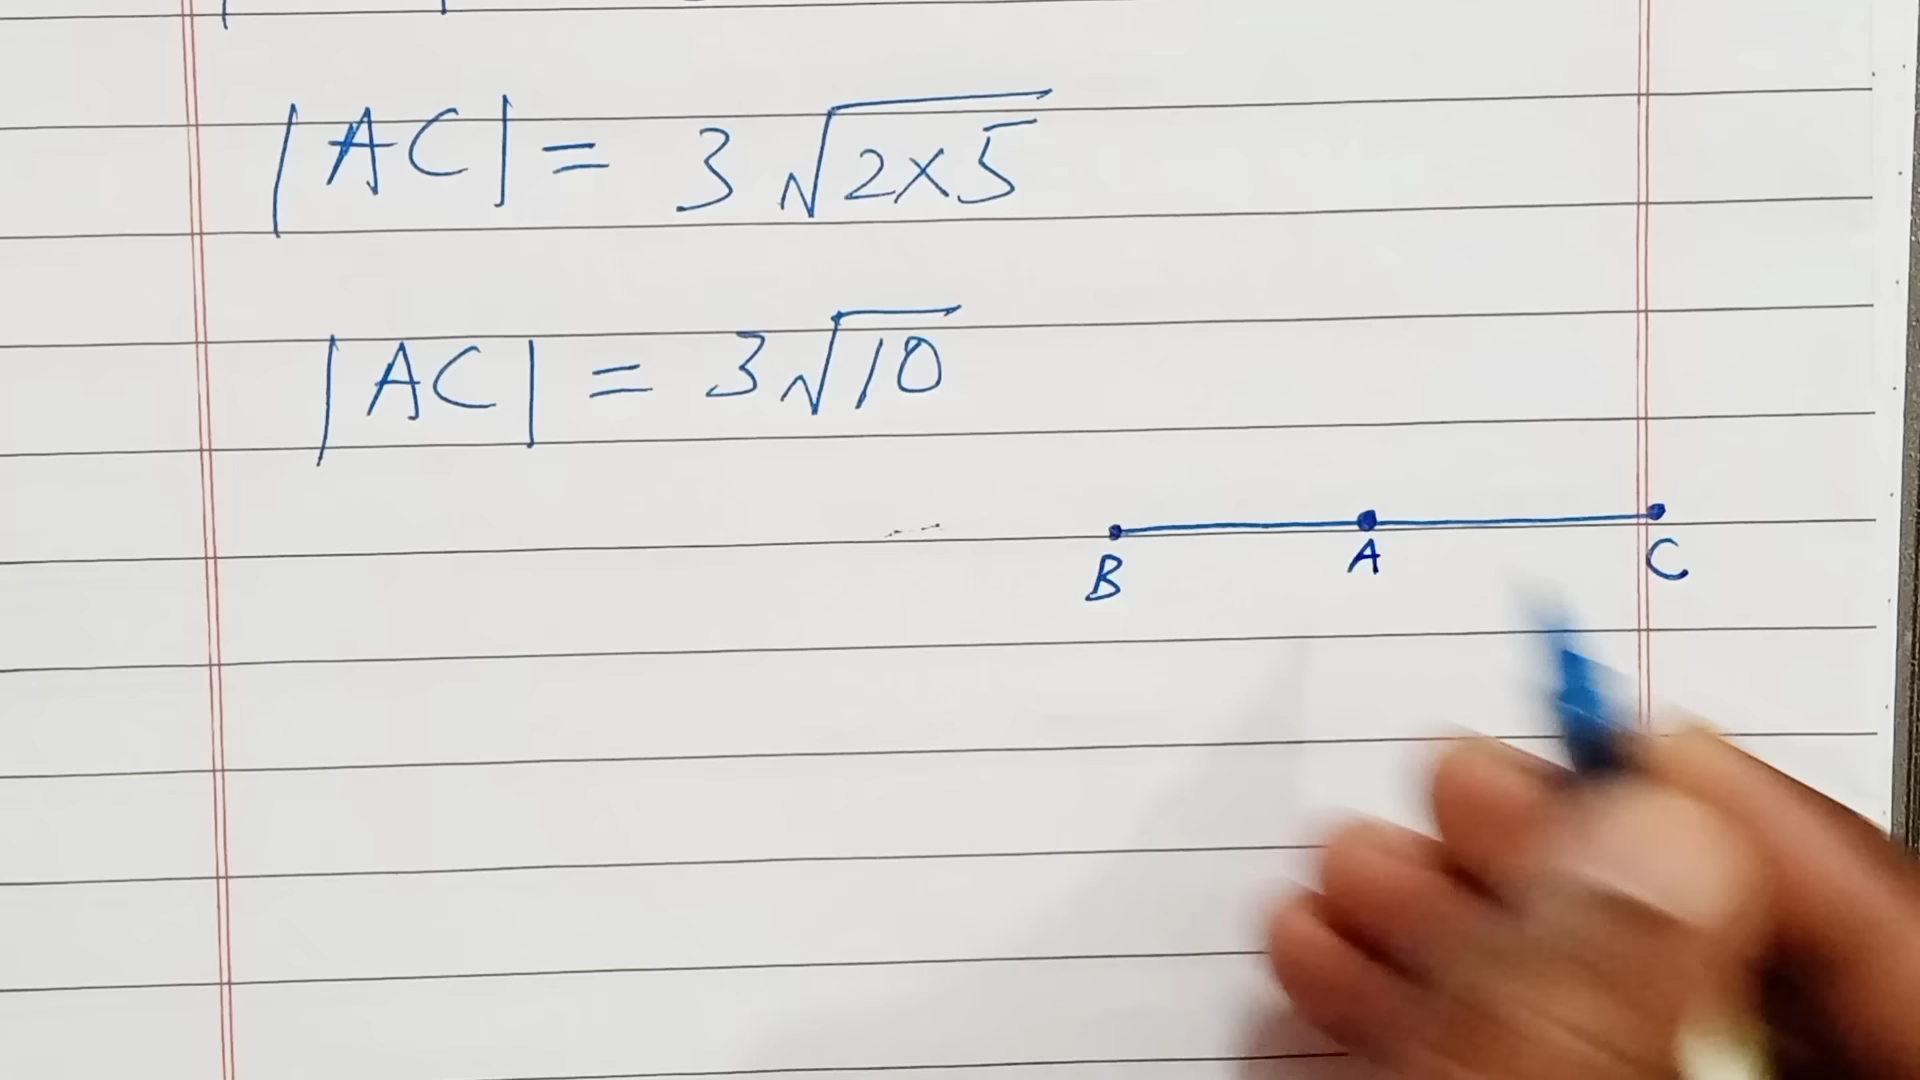 |AC| = 3 √2×5
|AC| = 3√10
B A C